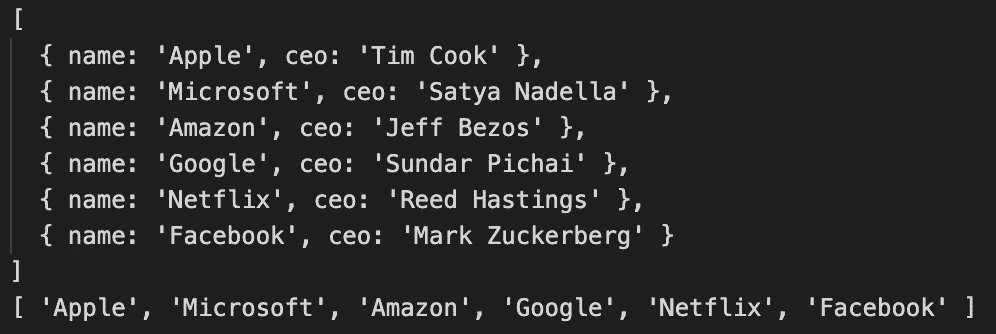 [
  { name: 'Apple', ceo: 'Tim Cook' },
  { name: 'Microsoft', ceo: 'Satya Nadella' },
  { name: 'Amazon', ceo: 'Jeff Bezos' },
  { name: 'Google', ceo: 'Sundar Pichai' },
  { name: 'Netflix', ceo: 'Reed Hastings' },
  { name: 'Facebook', ceo: 'Mark Zuckerberg' }
]
[ 'Apple', 'Microsoft', 'Amazon', 'Google', 'Netflix', 'Facebook' ]